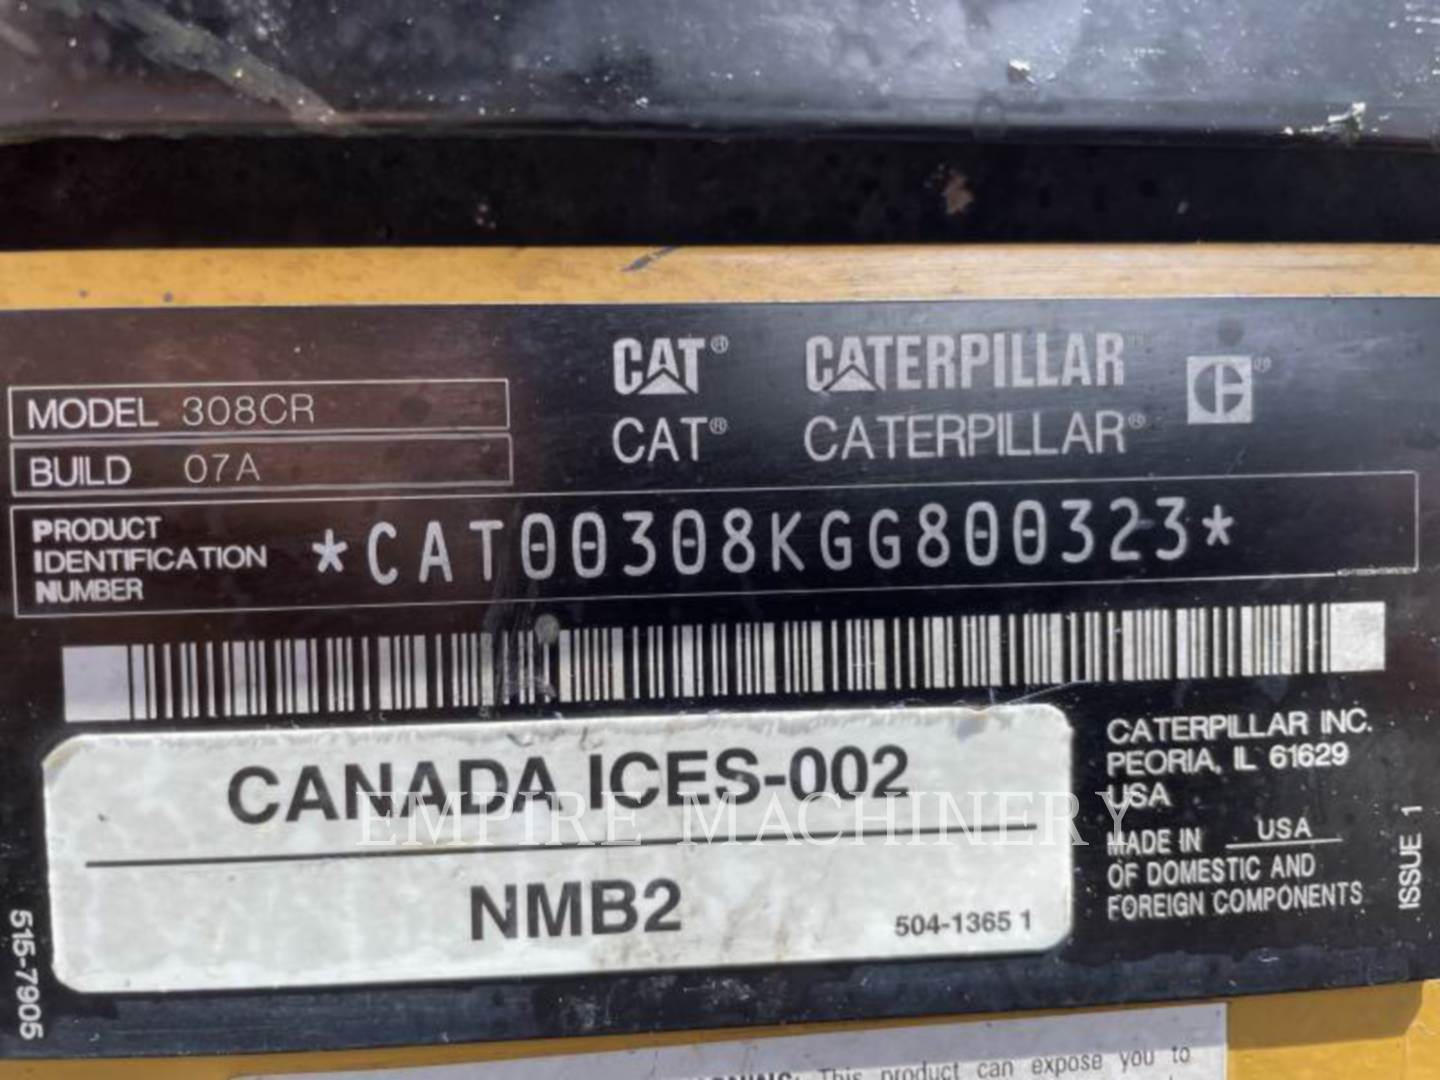 CAT® CATERPILLAR
CAT® CATERPILLAR®
MODEL 308CR
BUILD 07A
PRODUCT
IDENTIFICATION
NUMBER
*CAT00308KGG800323*
CANADA ICES-002
NMB2
504-1365 1
CATERPILLAR INC.
PEORIA, IL 61629
USA
MADE IN USA
OF DOMESTIC AND
FOREIGN COMPONENTS
ISSUE 1
515-7905
EMPIRE MACHINERY
This product can expose you to